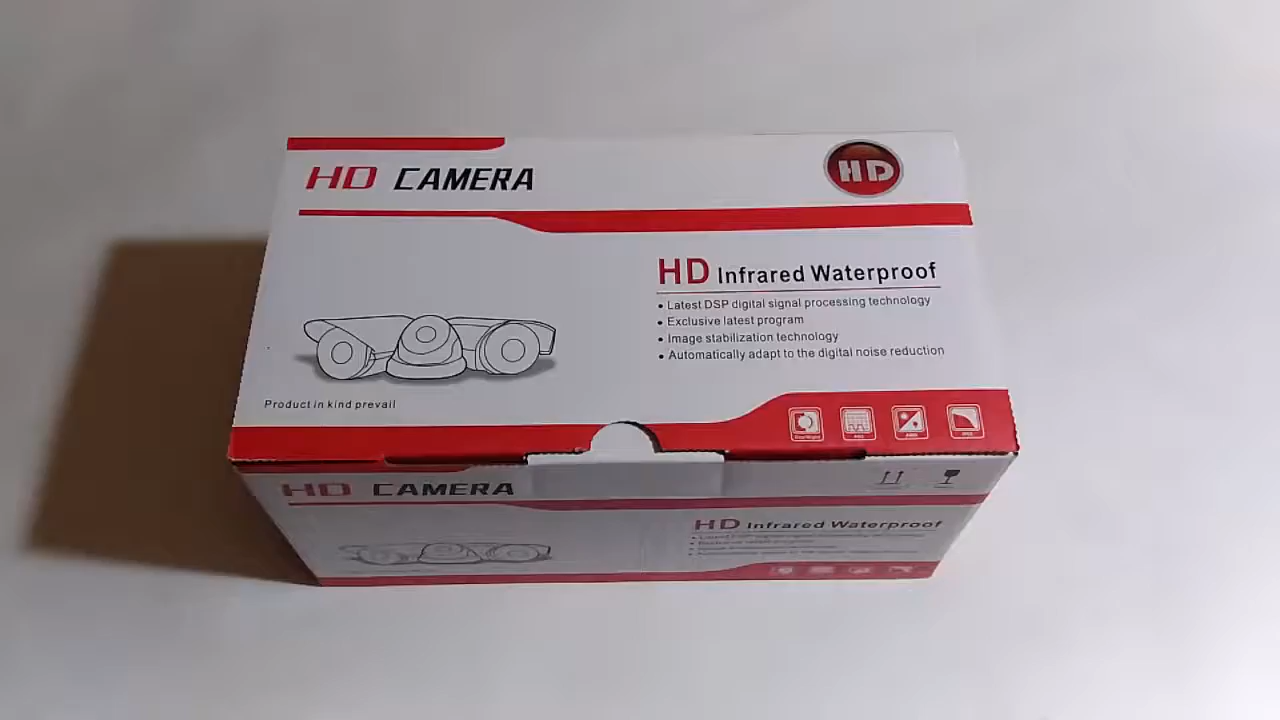 HD CAMERA
HD
HD Infrared Waterproof
• Latest DSP digital signal processing technology
• Exclusive latest program
• Image stabilization technology
• Automatically adapt to the digital noise reduction
Product in kind prevail
HD CAMERA
HD Infrared Waterproof